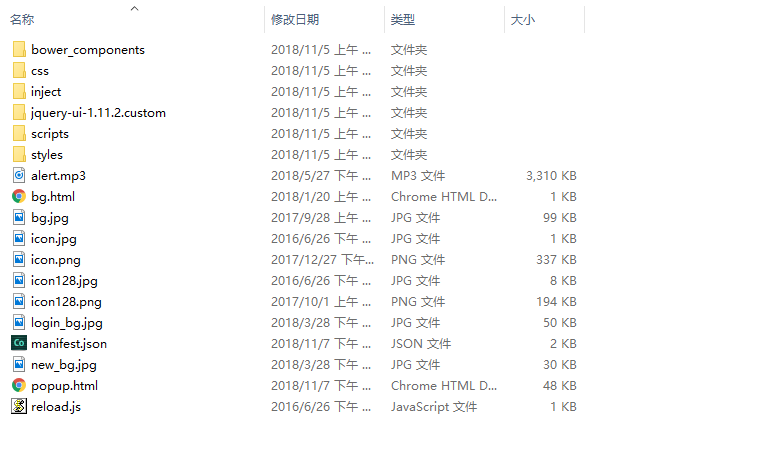 名称 修改日期 类型 大小
bower_components 2018/11/5 上午 ... 文件夹
css 2018/11/5 上午 ... 文件夹
inject 2018/11/5 上午 ... 文件夹
jquery-ui-1.11.2.custom 2018/11/5 上午 ... 文件夹
scripts 2018/11/5 上午 ... 文件夹
styles 2018/11/5 上午 ... 文件夹
alert.mp3 2018/5/27 下午 ... MP3 文件 3,310 KB
bg.html 2018/1/20 上午 ... Chrome HTML D... 1 KB
bg.jpg 2017/9/28 上午 ... JPG 文件 99 KB
icon.jpg 2016/6/26 下午 ... JPG 文件 1 KB
icon.png 2017/12/27 下午... PNG 文件 337 KB
icon128.jpg 2016/6/26 下午 ... JPG 文件 8 KB
icon128.png 2017/10/1 上午 ... PNG 文件 194 KB
login_bg.jpg 2018/3/28 下午 ... JPG 文件 50 KB
Co manifest.json 2018/11/7 下午 ... JSON 文件 2 KB
new_bg.jpg 2018/3/28 下午 ... JPG 文件 30 KB
popup.html 2018/11/7 下午 ... Chrome HTML D... 48 KB
reload.js 2016/6/26 下午 ... JavaScript 文件 1 KB